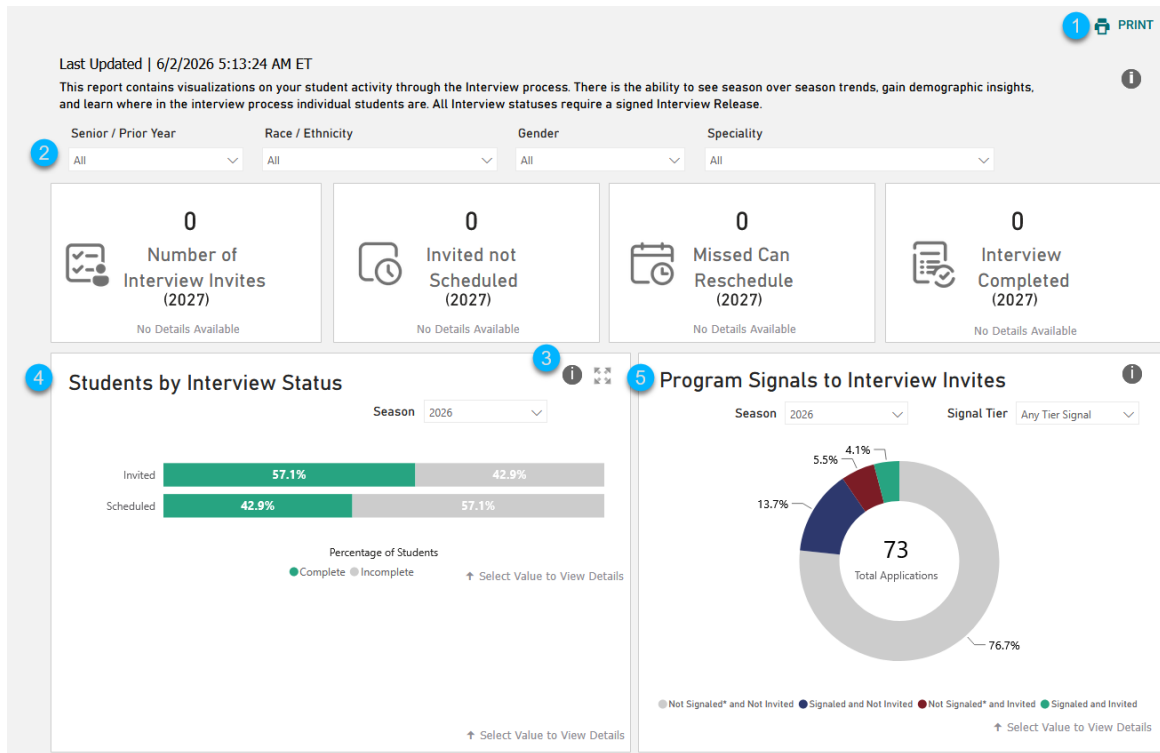 1 PRINT
Last Updated | 6/2/2026 5:13:24 AM ET
This report contains visualizations on your student activity through the Interview process. There is the ability to see season over season trends, gain demographic insights,
and learn where in the interview process individual students are. All Interview statuses require a signed Interview Release.
Senior / Prior Year Race / Ethnicity Gender Speciality
2 All All All All
0
Number of
Interview Invites
(2027)
No Details Available
0
Invited not
Scheduled
(2027)
No Details Available
0
Missed Can
Reschedule
(2027)
No Details Available
0
Interview
Completed
(2027)
No Details Available
3
4 Students by Interview Status
Season 2026
Invited 57.1% 42.9%
Scheduled 42.9% 57.1%
Percentage of Students
Complete Incomplete
↑ Select Value to View Details
↑ Select Value to View Details
5 Program Signals to Interview Invites
Season 2026 Signal Tier Any Tier Signal
4.1%
5.5%
13.7%
73
Total Applications
76.7%
Not Signaled* and Not Invited Signaled and Not Invited Not Signaled* and Invited Signaled and Invited
↑ Select Value to View Details